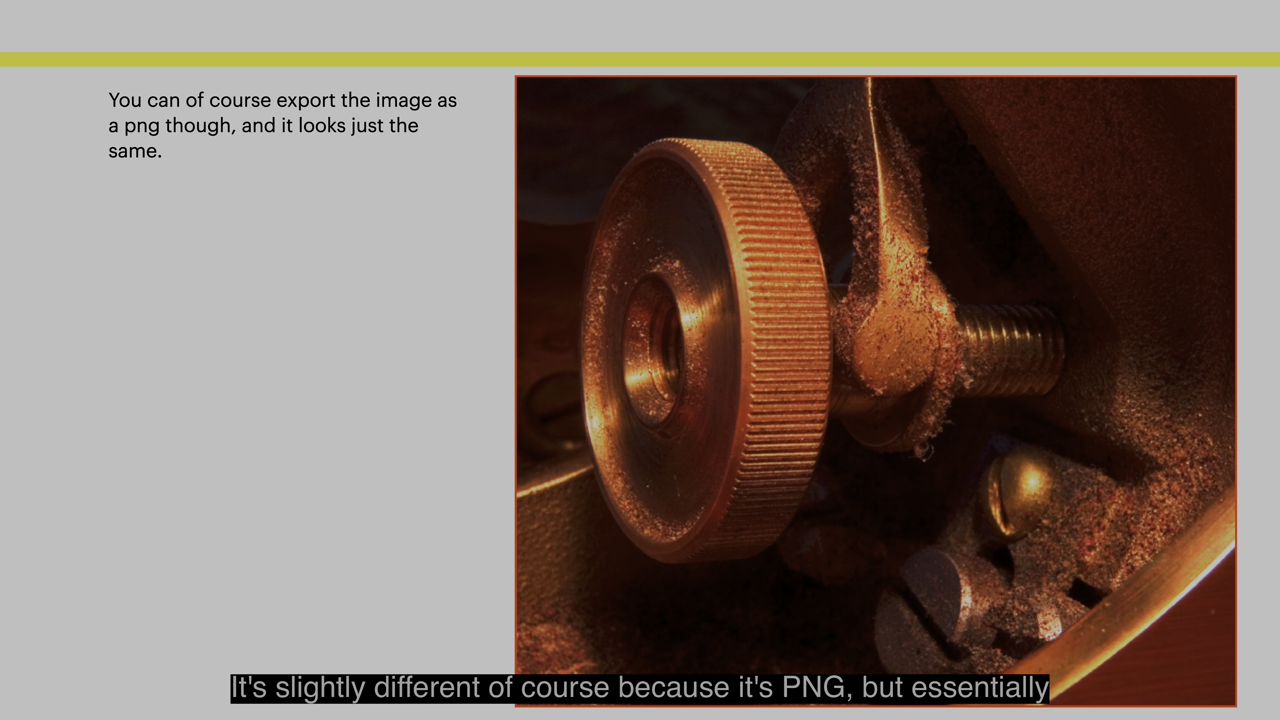 You can of course export the image as
a png though, and it looks just the
same.
It's slightly different of course because it's PNG, but essentially